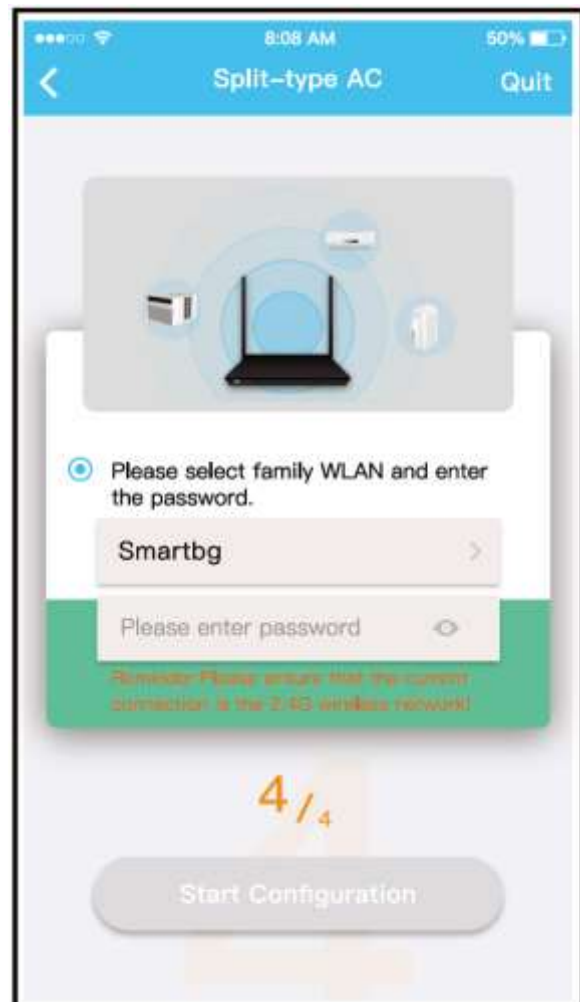 8:08 AM
50%
Split-type AC
Quit
Please select family WLAN and enter
the password.
Smartbg
Please enter password
Reminder Please ensure that the current
connection is the 2.4G wireless network!
4/4
4
Start Configuration